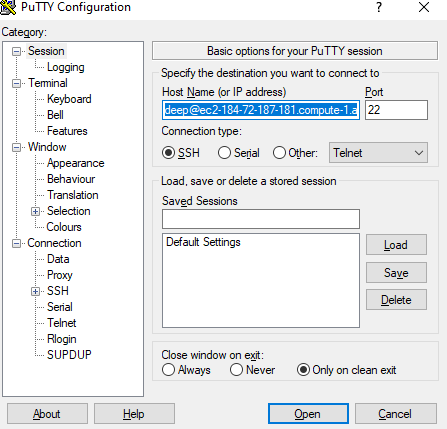 PuTTY Configuration
Category:
Session
Logging
Terminal
Keyboard
Bell
Features
Window
Appearance
Behaviour
Translation
Selection
Colours
Connection
Data
Proxy
SSH
Serial
Telnet
Rlogin
SUPDUP
Basic options for your PuTTY session
Specify the destination you want to connect to
Host Name (or IP address) Port
deep@ec2-184-72-187-181.compute-1.a 22
Connection type:
SSH Serial Other: Telnet
Load, save or delete a stored session
Saved Sessions
Default Settings
Load
Save
Delete
Close window on exit:
Always Never Only on clean exit
About Help Open Cancel